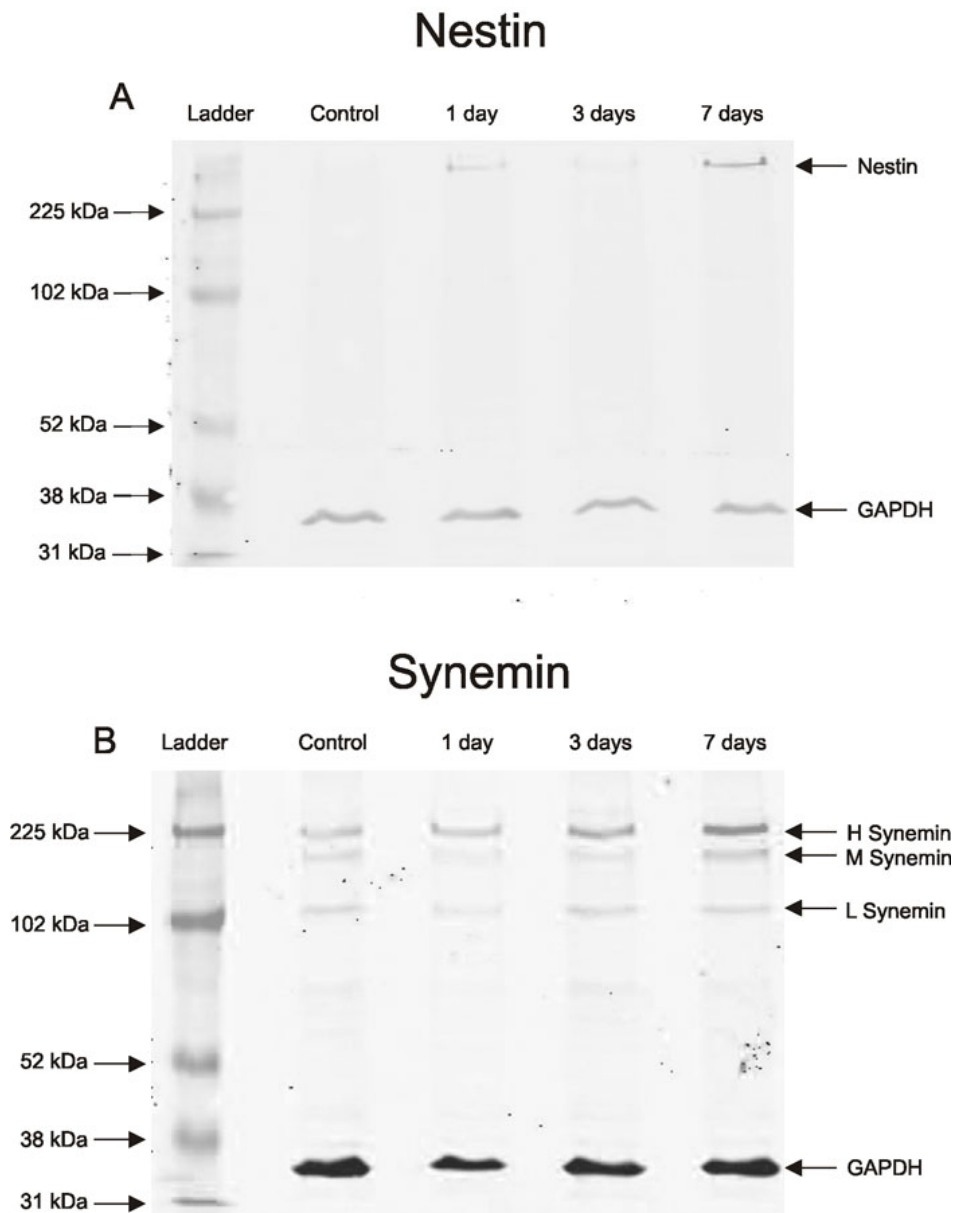 Nestin
A
Ladder Control 1 day 3 days 7 days
Nestin
225 kDa
102 kDa
52 kDa
38 kDa
GAPDH
31 kDa
Synemin
B
Ladder Control 1 day 3 days 7 days
225 kDa H Synemin
M Synemin
L Synemin
102 kDa
52 kDa
38 kDa
GAPDH
31 kDa